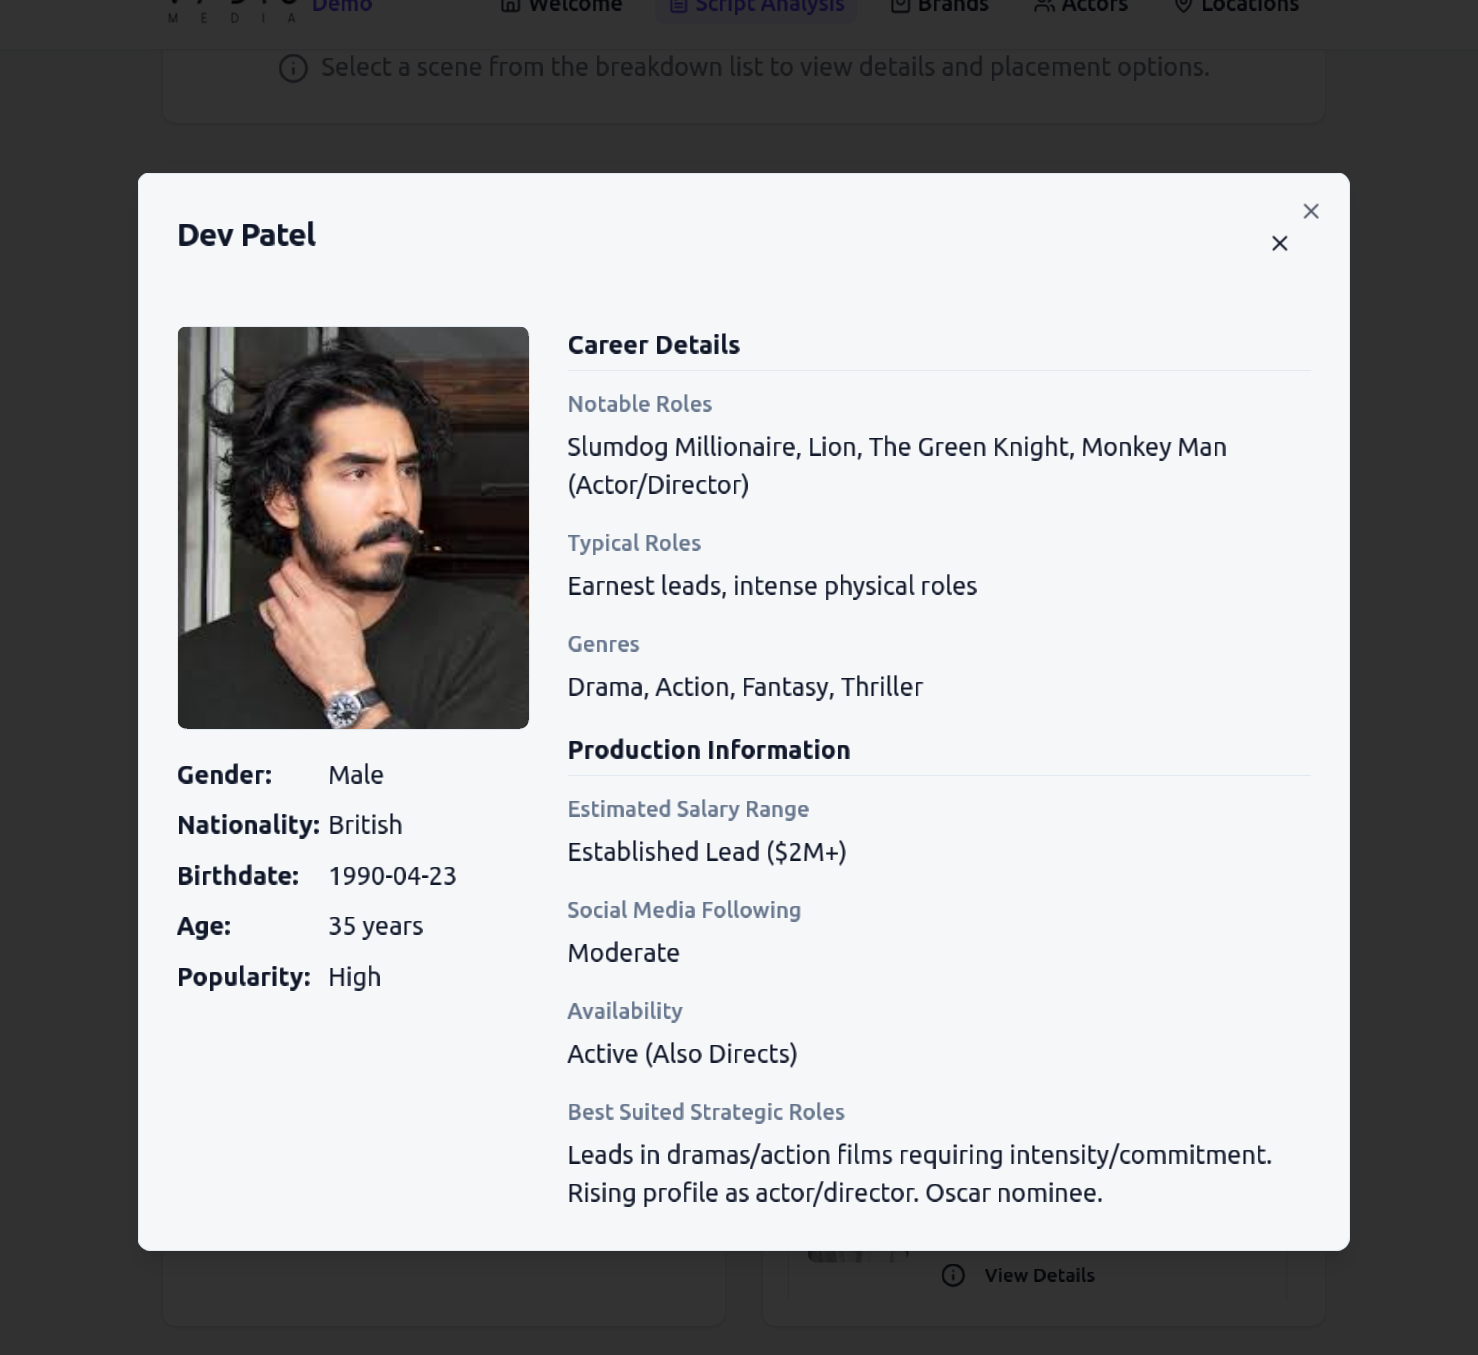 MEDIA
Demo
Welcome
Script Analysis
Brands
Actors
Locations
Select a scene from the breakdown list to view details and placement options.
Dev Patel
Career Details
Notable Roles
Slumdog Millionaire, Lion, The Green Knight, Monkey Man
(Actor/Director)
Typical Roles
Earnest leads, intense physical roles
Genres
Drama, Action, Fantasy, Thriller
Production Information
Estimated Salary Range
Established Lead ($2M+)
Social Media Following
Moderate
Availability
Active (Also Directs)
Best Suited Strategic Roles
Leads in dramas/action films requiring intensity/commitment.
Rising profile as actor/director. Oscar nominee.
Gender: Male
Nationality: British
Birthdate: 1990-04-23
Age: 35 years
Popularity: High
View Details